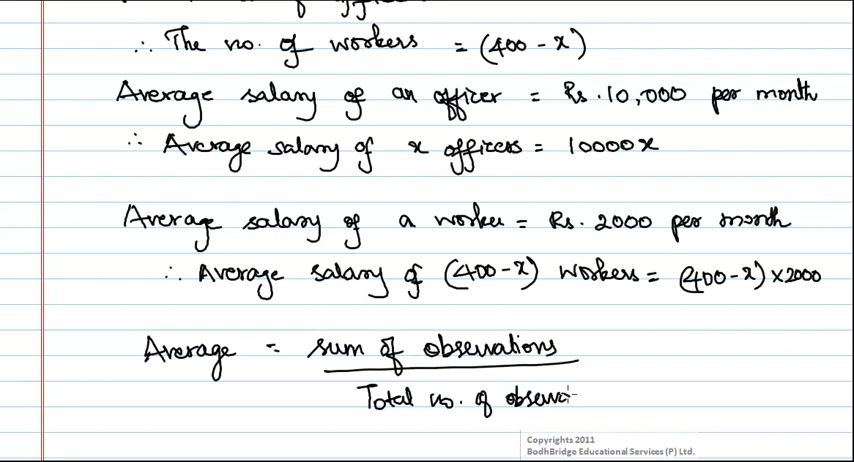 ∴ The no. of workers = (400 - x)
Average salary of an officer = Rs. 10,000 per month
∴ Average salary of x officers = 10000x
Average salary of a worker = Rs. 2000 per month
∴ Average salary of (400 - x) workers = (400 - x) × 2000
Average = sum of observations
Total no. of observa
Copyrights 2011
BodhBridge Educational Services (P) Ltd.